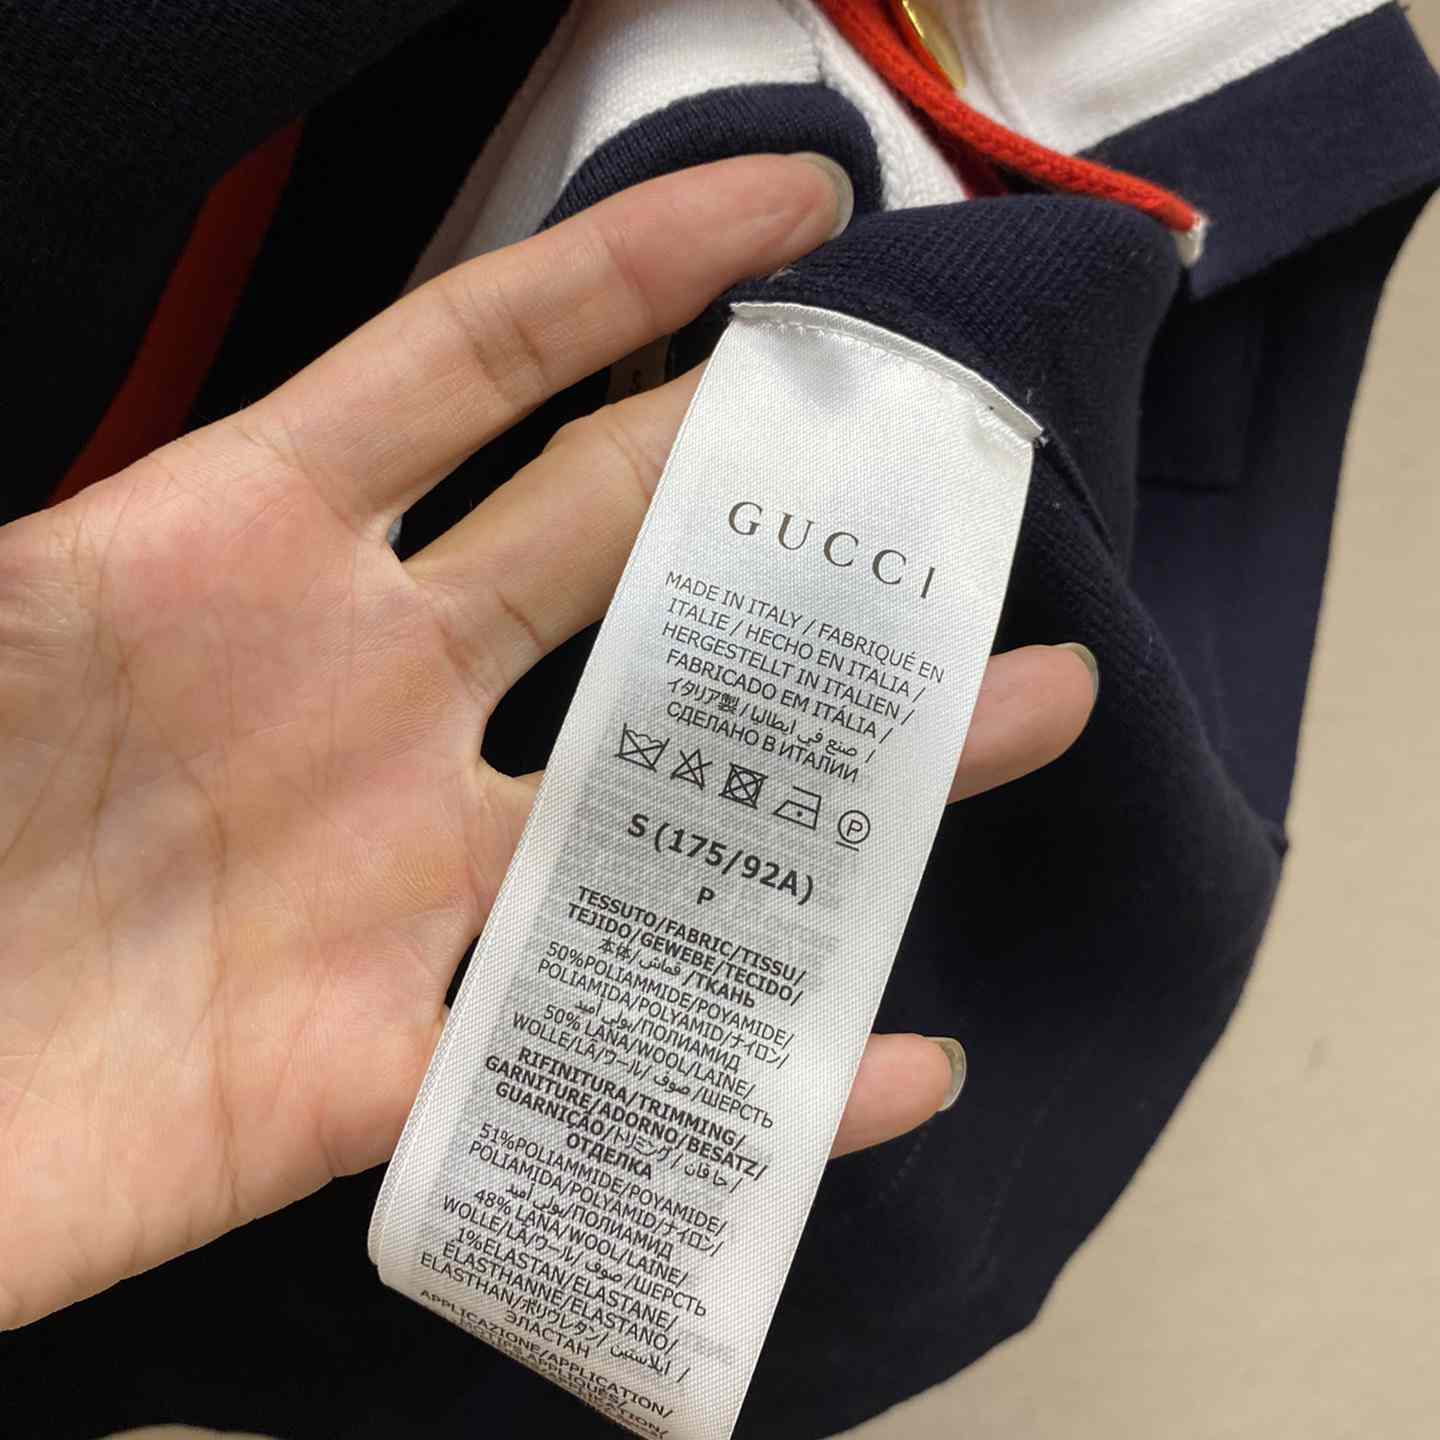 GUCCI
MADE IN ITALY / FABRIQUÉ EN
ITALIE / HECHO EN ITALIA /
HERGESTELLT IN ITALIEN /
FABRICADO EM ITÁLIA /
イタリア製 / صنع في ايطاليا /
СДЕЛАНО В ИТАЛИИ
P
S (175/92A)
P
TESSUTO/FABRIC/TISSU/
TEJIDO/GEWEBE/TECIDO/
本体/قماش/ТКАНЬ
50%POLIAMMIDE/POYAMIDE/
POLIAMIDA/POLYAMID/ナイロン/
بولي أميد/ПОЛИАМИД
50% LANA/WOOL/LAINE/
WOLLE/LÃ/ウール/ صوف /ШЕРСТЬ
RIFINITURA/TRIMMING/
GARNITURE/ADORNO/BESATZ/
GUARNIÇÃO/トリミング/ حافان /
ОТДЕЛКА
51%POLIAMMIDE/POYAMIDE/
POLIAMIDA/POLYAMID/ナイロン/
بولي أميد/ПОЛИАМИД
48% LANA/WOOL/LAINE/
WOLLE/LÃ/ウール/ صوف /ШЕРСТЬ
1%ELASTAN/ELASTANE/
ÉLASTHANNE/ELASTANO/
ELASTHAN/ポリウレタン/ ايلاستين /
ЭЛАСТАН
APPLICAZIONE/APPLICATION/